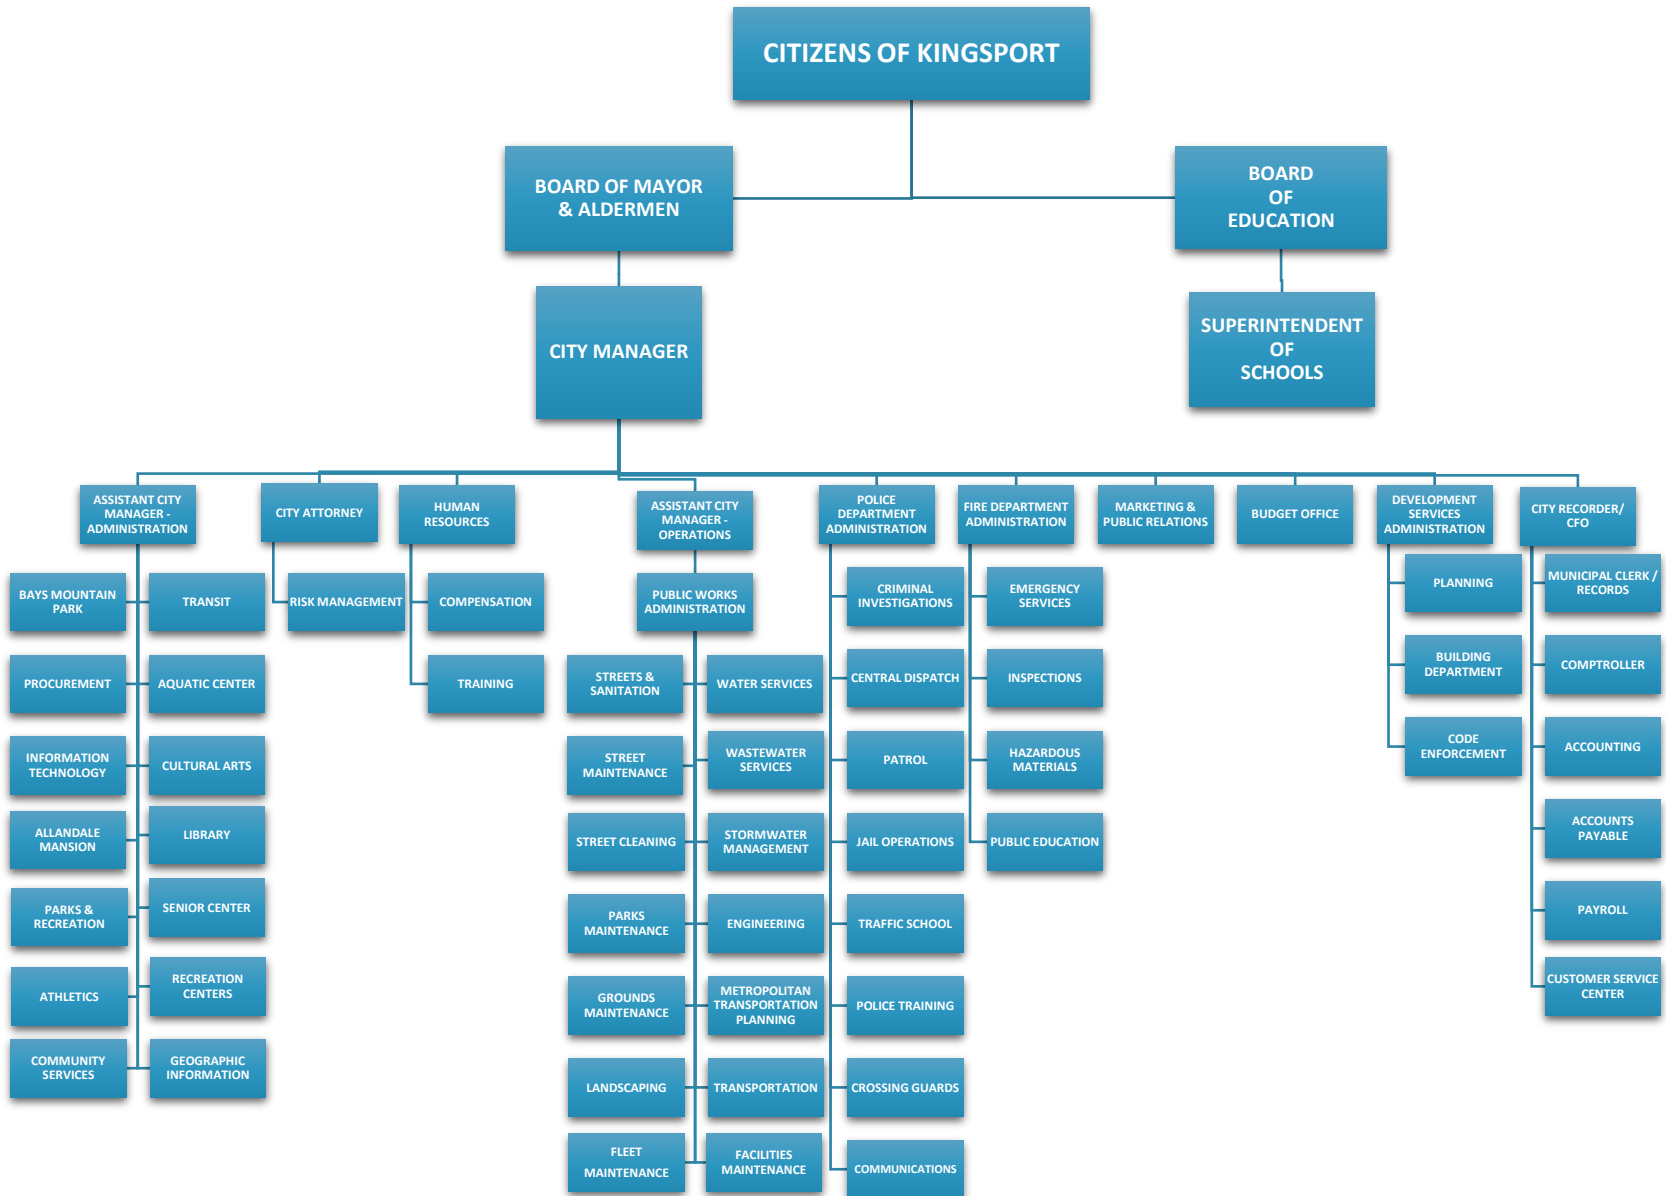 CITIZENS OF KINGSPORT
BOARD OF MAYOR
& ALDERMEN
BOARD
OF
EDUCATION
CITY MANAGER
SUPERINTENDENT
OF
SCHOOLS
ASSISTANT CITY
MANAGER -
ADMINISTRATION
CITY ATTORNEY
HUMAN
RESOURCES
ASSISTANT CITY
MANAGER -
OPERATIONS
POLICE
DEPARTMENT
ADMINISTRATION
FIRE DEPARTMENT
ADMINISTRATION
MARKETING &
PUBLIC RELATIONS
BUDGET OFFICE
DEVELOPMENT
SERVICES
ADMINISTRATION
CITY RECORDER/
CFO
BAYS MOUNTAIN
PARK
TRANSIT
PROCUREMENT
AQUATIC CENTER
INFORMATION
TECHNOLOGY
CULTURAL ARTS
ALLANDALE
MANSION
LIBRARY
PARKS &
RECREATION
SENIOR CENTER
ATHLETICS
RECREATION
CENTERS
COMMUNITY
SERVICES
GEOGRAPHIC
INFORMATION
RISK MANAGEMENT
COMPENSATION
TRAINING
PUBLIC WORKS
ADMINISTRATION
STREETS &
SANITATION
WATER SERVICES
STREET
MAINTENANCE
WASTEWATER
SERVICES
STREET CLEANING
STORMWATER
MANAGEMENT
PARKS
MAINTENANCE
ENGINEERING
GROUNDS
MAINTENANCE
METROPOLITAN
TRANSPORTATION
PLANNING
LANDSCAPING
TRANSPORTATION
FLEET
MAINTENANCE
FACILITIES
MAINTENANCE
CRIMINAL
INVESTIGATIONS
CENTRAL DISPATCH
PATROL
JAIL OPERATIONS
TRAFFIC SCHOOL
POLICE TRAINING
CROSSING GUARDS
COMMUNICATIONS
EMERGENCY
SERVICES
INSPECTIONS
HAZARDOUS
MATERIALS
PUBLIC EDUCATION
PLANNING
BUILDING
DEPARTMENT
CODE
ENFORCEMENT
MUNICIPAL CLERK /
RECORDS
COMPTROLLER
ACCOUNTING
ACCOUNTS
PAYABLE
PAYROLL
CUSTOMER SERVICE
CENTER